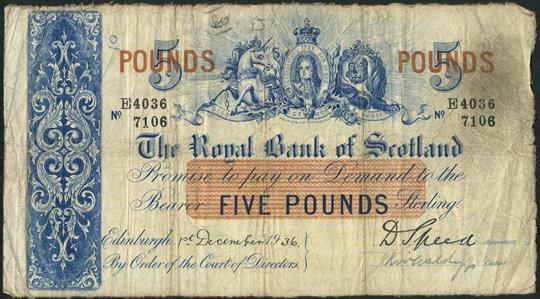 5 POUNDS 5 POUNDS
E4036 E4036
No 7106 No 7106
The Royal Bank of Scotland
Promise to pay on Demand to the
Bearer FIVE POUNDS Sterling.
Edinburgh 1st December 1936
D Speed Accountant.
By Order of the Court of Directors. Cashier